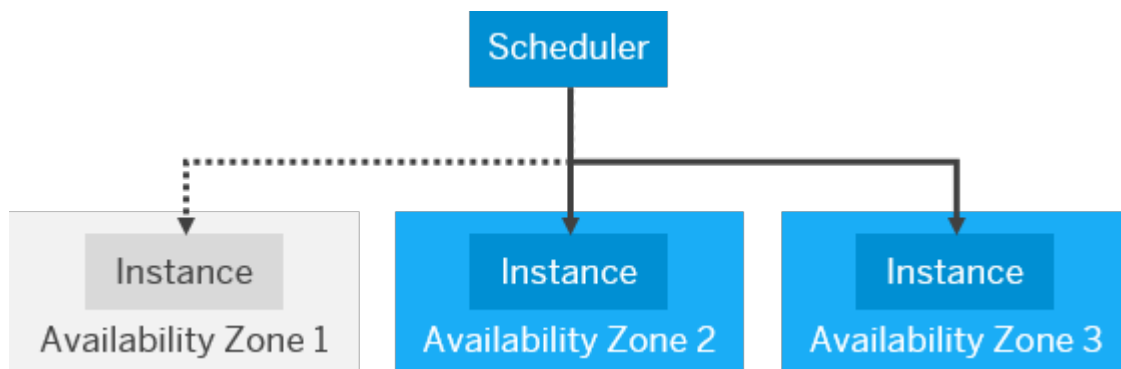 Scheduler
Instance
Availability Zone 1
Instance
Availability Zone 2
Instance
Availability Zone 3